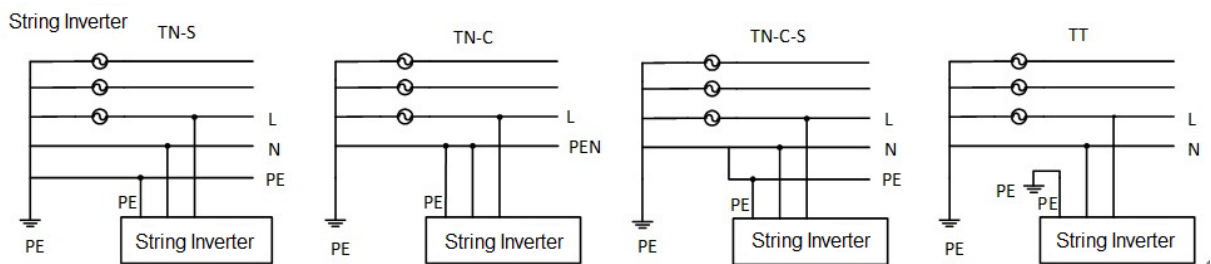 String Inverter
TN-S
TN-C
TN-C-S
TT
L
N
PE
PE
PE
String Inverter
L
PEN
PE
PE
String Inverter
L
N
PE
PE
PE
String Inverter
L
N
PE
PE
PE
String Inverter